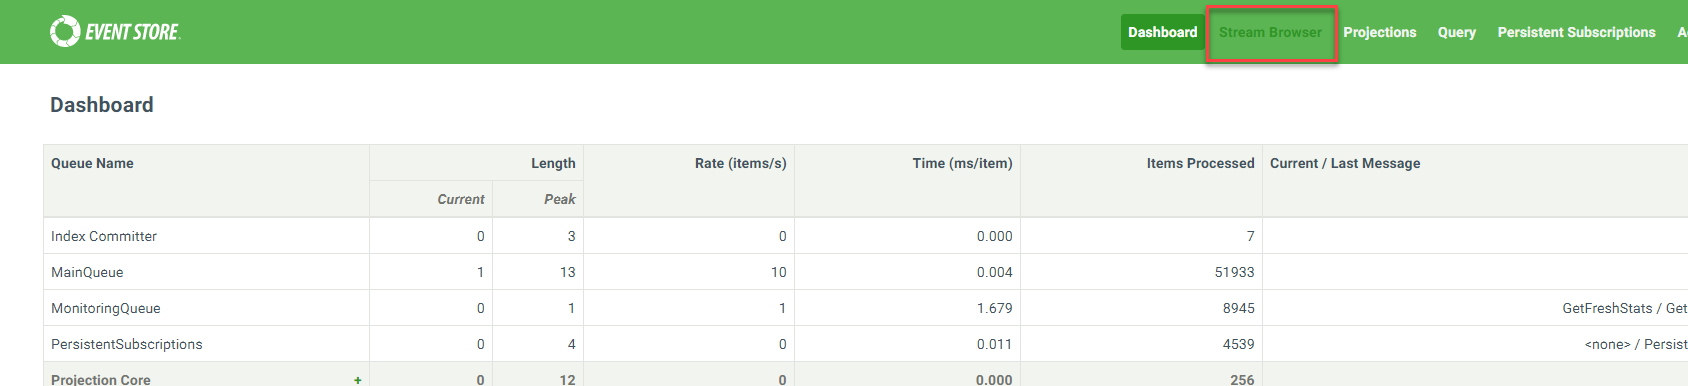 EVENT STORE
Dashboard Stream Browser Projections Query Persistent Subscriptions A
Dashboard
Queue Name Length Rate (items/s) Time (ms/item) Items Processed Current / Last Message
Current Peak
Index Committer 0 3 0 0.000 7
MainQueue 1 13 10 0.004 51933
MonitoringQueue 0 1 1 1.679 8945 GetFreshStats / Get
PersistentSubscriptions 0 4 0 0.011 4539 <none> / Persist
Projection Core + 0 12 0 0.000 256